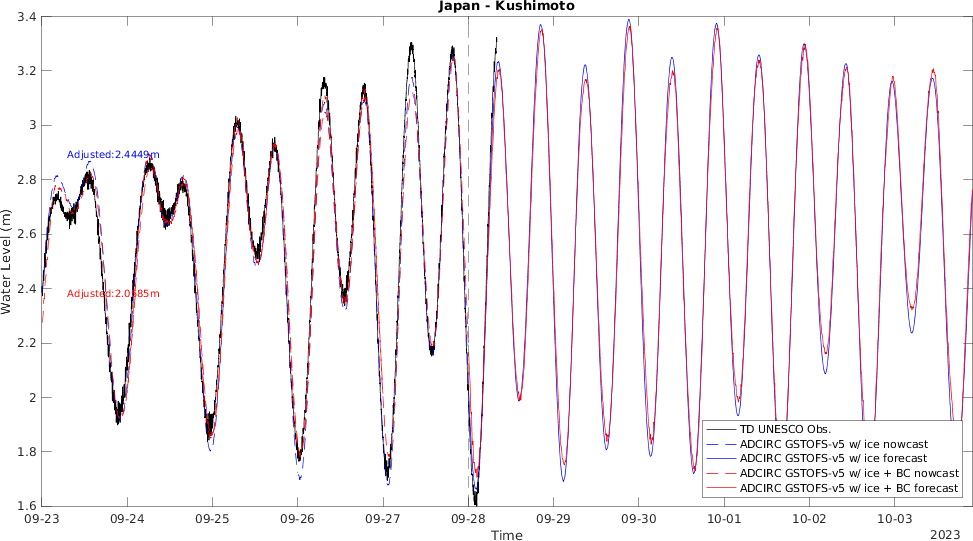 Japan - Kushimoto
3.4
3.2
3
2.8
2.6
2.4
2.2
2
1.8
1.6
Water Level (m)
Adjusted:2.4449m
Adjusted:2.0585m
TD UNESCO Obs.
ADCIRC GSTOFS-v5 w/ ice nowcast
ADCIRC GSTOFS-v5 w/ ice forecast
ADCIRC GSTOFS-v5 w/ ice + BC nowcast
ADCIRC GSTOFS-v5 w/ ice + BC forecast
09-23 09-24 09-25 09-26 09-27 09-28 09-29 09-30 10-01 10-02 10-03
Time
2023